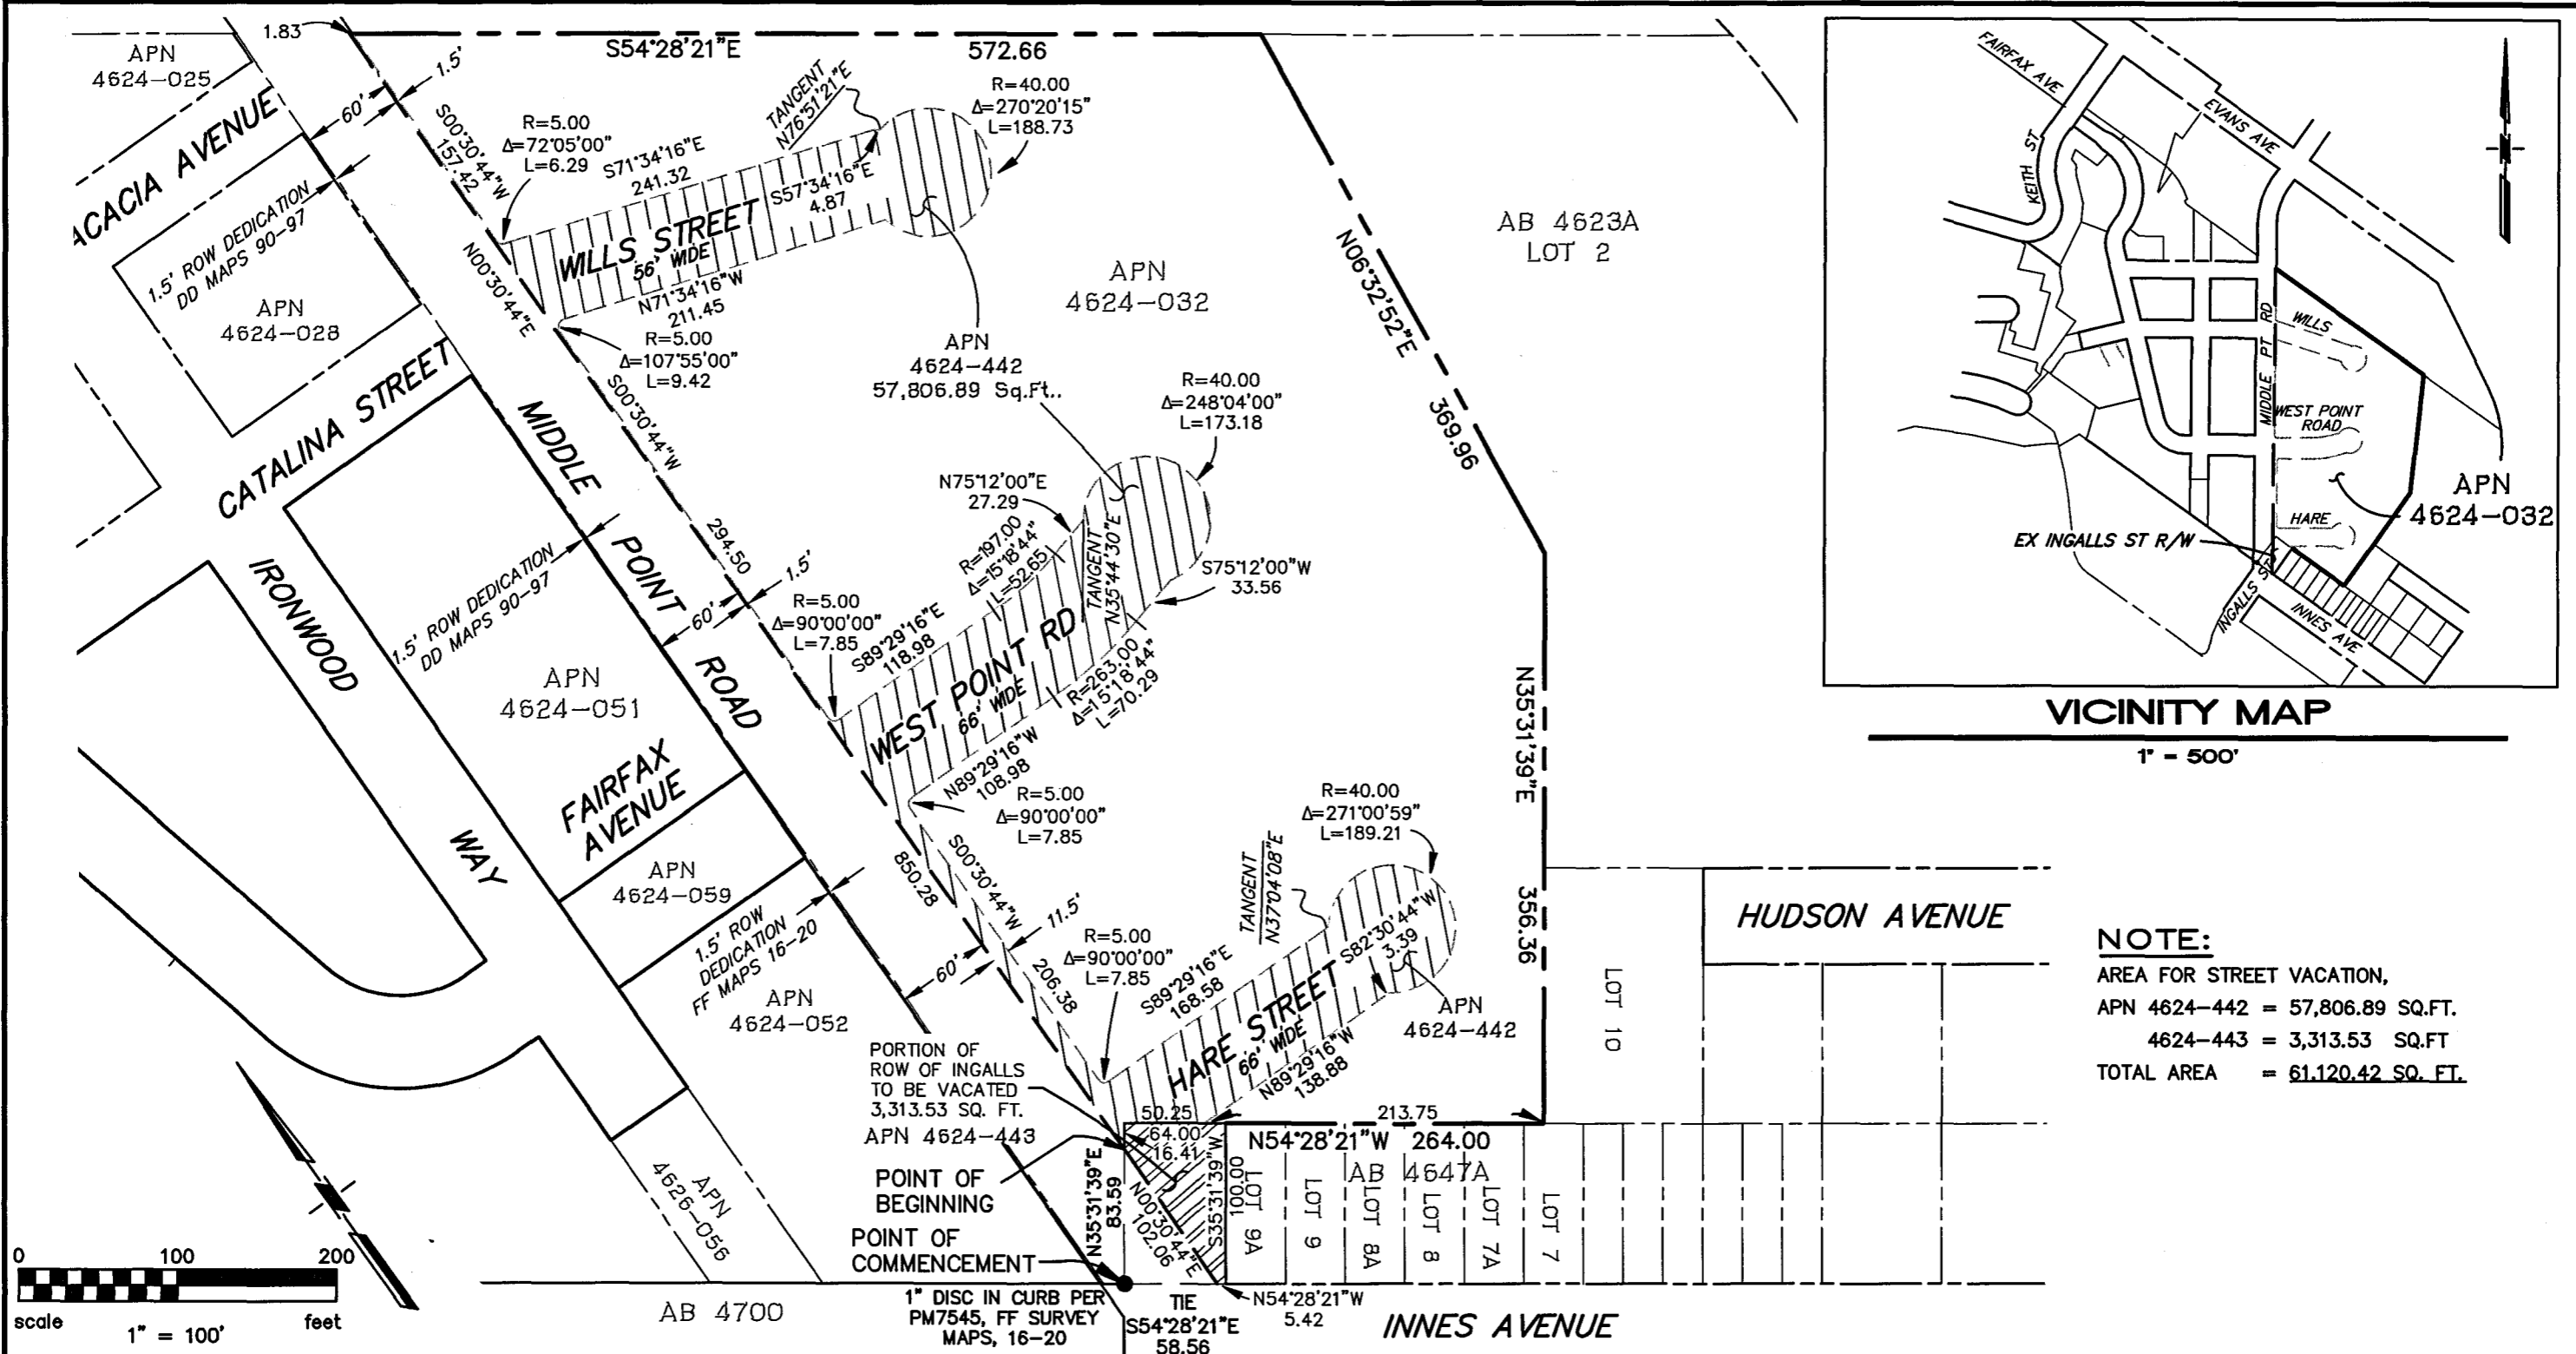 1.83
APN
4624-025
ACACIA AVENUE
60'
1.5'
S00°30'44"W
157.42
S54°28'21"E 572.66
R=5.00
Δ=72°05'00"
L=6.29
S71°34'16"E
241.32
TANGENT
N76°51'21"E
R=40.00
Δ=270°20'15"
L=188.73
S57°34'16"E
4.87
WILLS STREET
56' WIDE
N71°34'16"W
211.45
R=5.00
Δ=107°55'00"
L=9.42
N00°30'44"E
1.5' ROW DEDICATION
DD MAPS 90-97
APN
4624-028
CATALINA STREET
APN
4624-032
AB 4623A
LOT 2
N06°32'52"E
369.96
APN
4624-442
57,806.89 Sq.Ft..
S00°30'44"W
294.50
MIDDLE POINT ROAD
60'
1.5'
R=40.00
Δ=248°04'00"
L=173.18
N75°12'00"E
27.29
R=197.00
Δ=15°18'44"
L=52.65
TANGENT
N35°44'30"E
S75°12'00"W
33.56
R=5.00
Δ=90°00'00"
L=7.85
S89°29'16"E
118.98
WEST POINT RD
66' WIDE
R=263.00
Δ=15°18'44"
L=70.29
N89°29'16"W
108.98
R=5.00
Δ=90°00'00"
L=7.85
IRONWOOD WAY
1.5' ROW DEDICATION
DD MAPS 90-97
APN
4624-051
FAIRFAX
AVENUE
APN
4624-059
1.5' ROW
DEDICATION
FF MAPS 16-20
APN
4624-052
850.28
S00°30'44"W
206.38
60'
11.5'
N35°31'39"E
356.36
R=40.00
Δ=271°00'59"
L=189.21
TANGENT
N37°04'08"E
R=5.00
Δ=90°00'00"
L=7.85
S89°29'16"E
168.58
S82°30'44"W
3.39
HARE STREET
66' WIDE
N89°29'16"W
138.88
APN
4624-442
PORTION OF
ROW OF INGALLS
TO BE VACATED
3,313.53 SQ. FT.
APN 4624-443
50.25
213.75
64.00
16.41
N54°28'21"W 264.00
AB 4647A
POINT OF
BEGINNING
POINT OF
COMMENCEMENT
N35°31'39"E
83.59
N00°30'44"E
102.06
S35°31'39"W
100.00
LOT 9A
LOT 9
LOT 8A
LOT 8
LOT 7A
LOT 7
LOT 10
HUDSON AVENUE
1" DISC IN CURB PER
PM7545, FF SURVEY
MAPS, 16-20
TIE
S54°28'21"E
58.56
N54°28'21"W
5.42
INNES AVENUE
APN
4626-056
AB 4700
0 100 200
scale feet
1" = 100'
FAIRFAX AVE
KEITH ST
EVANS AVE
MIDDLE PT RD
WILLS
WEST POINT
ROAD
HARE
APN
4624-032
EX INGALLS ST R/W
INGALLS ST
INNES AVE
VICINITY MAP
1" = 500'
NOTE:
AREA FOR STREET VACATION,
APN 4624-442 = 57,806.89 SQ.FT.
4624-443 = 3,313.53 SQ.FT
TOTAL AREA = 61.120.42 SQ. FT.